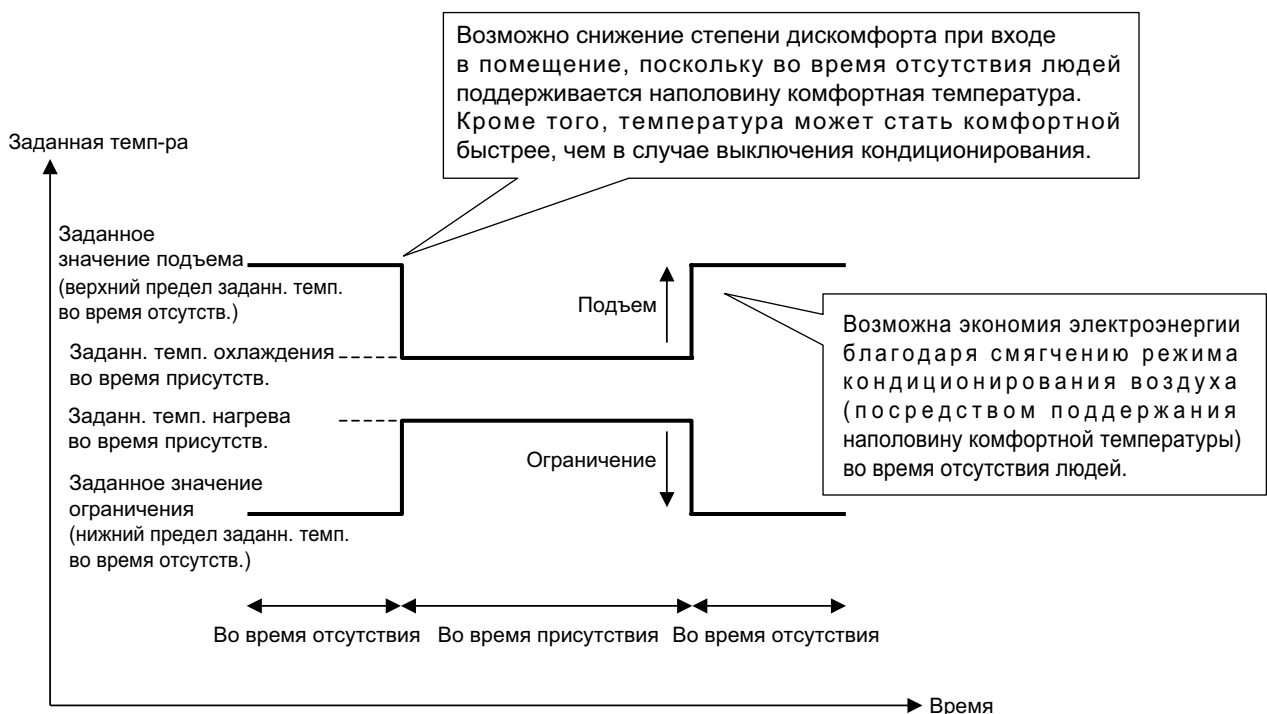 Возможно снижение степени дискомфорта при входе
в помещение, поскольку во время отсутствия людей
поддерживается наполовину комфортная температура.
Кроме того, температура может стать комфортной
быстрее, чем в случае выключения кондиционирования.
Заданная темп-ра
Заданное
значение подъема
(верхний предел заданн. темп.
во время отсутств.)
Подъем
Заданн. темп. охлаждения
во время присутств.
Возможна экономия электроэнергии
благодаря смягчению режима
кондиционирования воздуха
(посредством поддержания
наполовину комфортной температуры)
во время отсутствия людей.
Заданн. темп. нагрева
во время присутств.
Ограничение
Заданное значение
ограничения
(нижний предел заданн. темп.
во время отсутств.)
Во время отсутствия Во время присутствия Во время отсутствия
Время